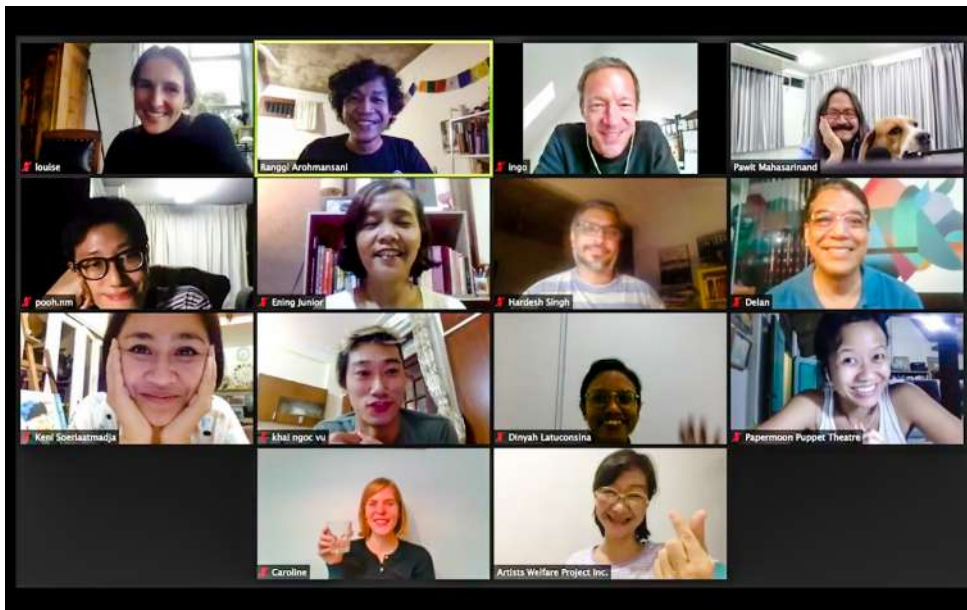 louise
Ranggi Arohmansani
ingo
Pawit Mahasarinand
pooh.nm
Ening Junior
Hardesh Singh
Delan
Keni Soeriaatmadja
khai ngoc vu
Dinyah Latuconsina
Papermoon Puppet Theatre
Caroline
Artists Welfare Project Inc.